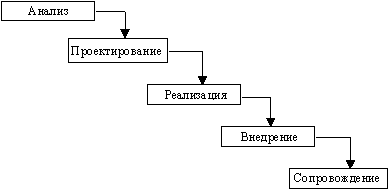 Анализ
Проектирование
Реализация
Внедрение
Сопровождение